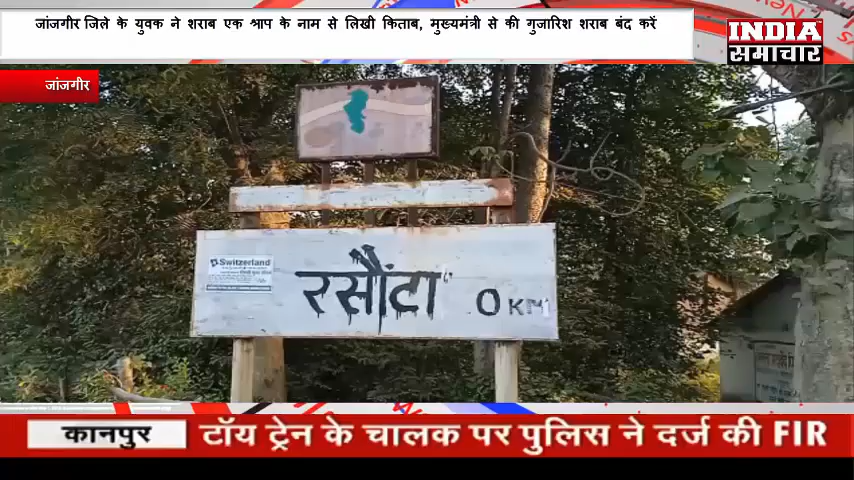 जांजगीर जिले के युवक ने शराब एक श्राप के नाम से लिखी किताब, मुख्यमंत्री से की गुजारिश शराब बंद करें
INDIA
समाचार
जांजगीर
Switzerland
रसौंटा 0 KM
कानपुर टॉय ट्रेन के चालक पर पुलिस ने दर्ज की FIR